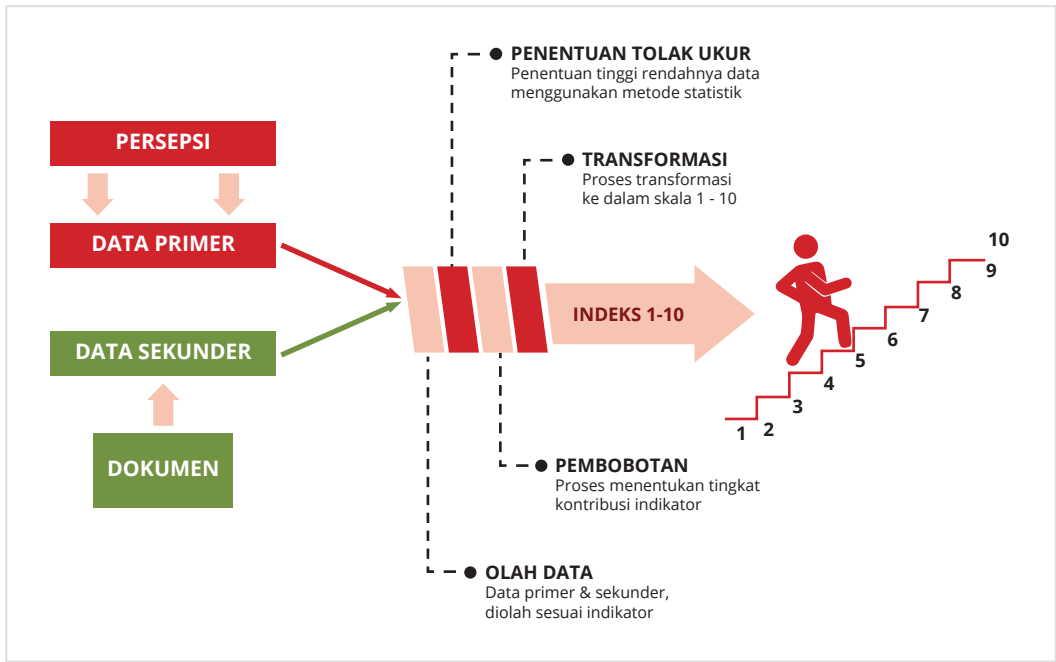 PENENTUAN TOLAK UKUR
Penentuan tinggi rendahnya data
menggunakan metode statistik
PERSEPSI
TRANSFORMASI
Proses transformasi
ke dalam skala 1 - 10
DATA PRIMER
DATA SEKUNDER
DOKUMEN
INDEKS 1-10
1
2
3
4
5
6
7
8
9
10
PEMBOBOTAN
Proses menentukan tingkat
kontribusi indikator
OLAH DATA
Data primer & sekunder,
diolah sesuai indikator